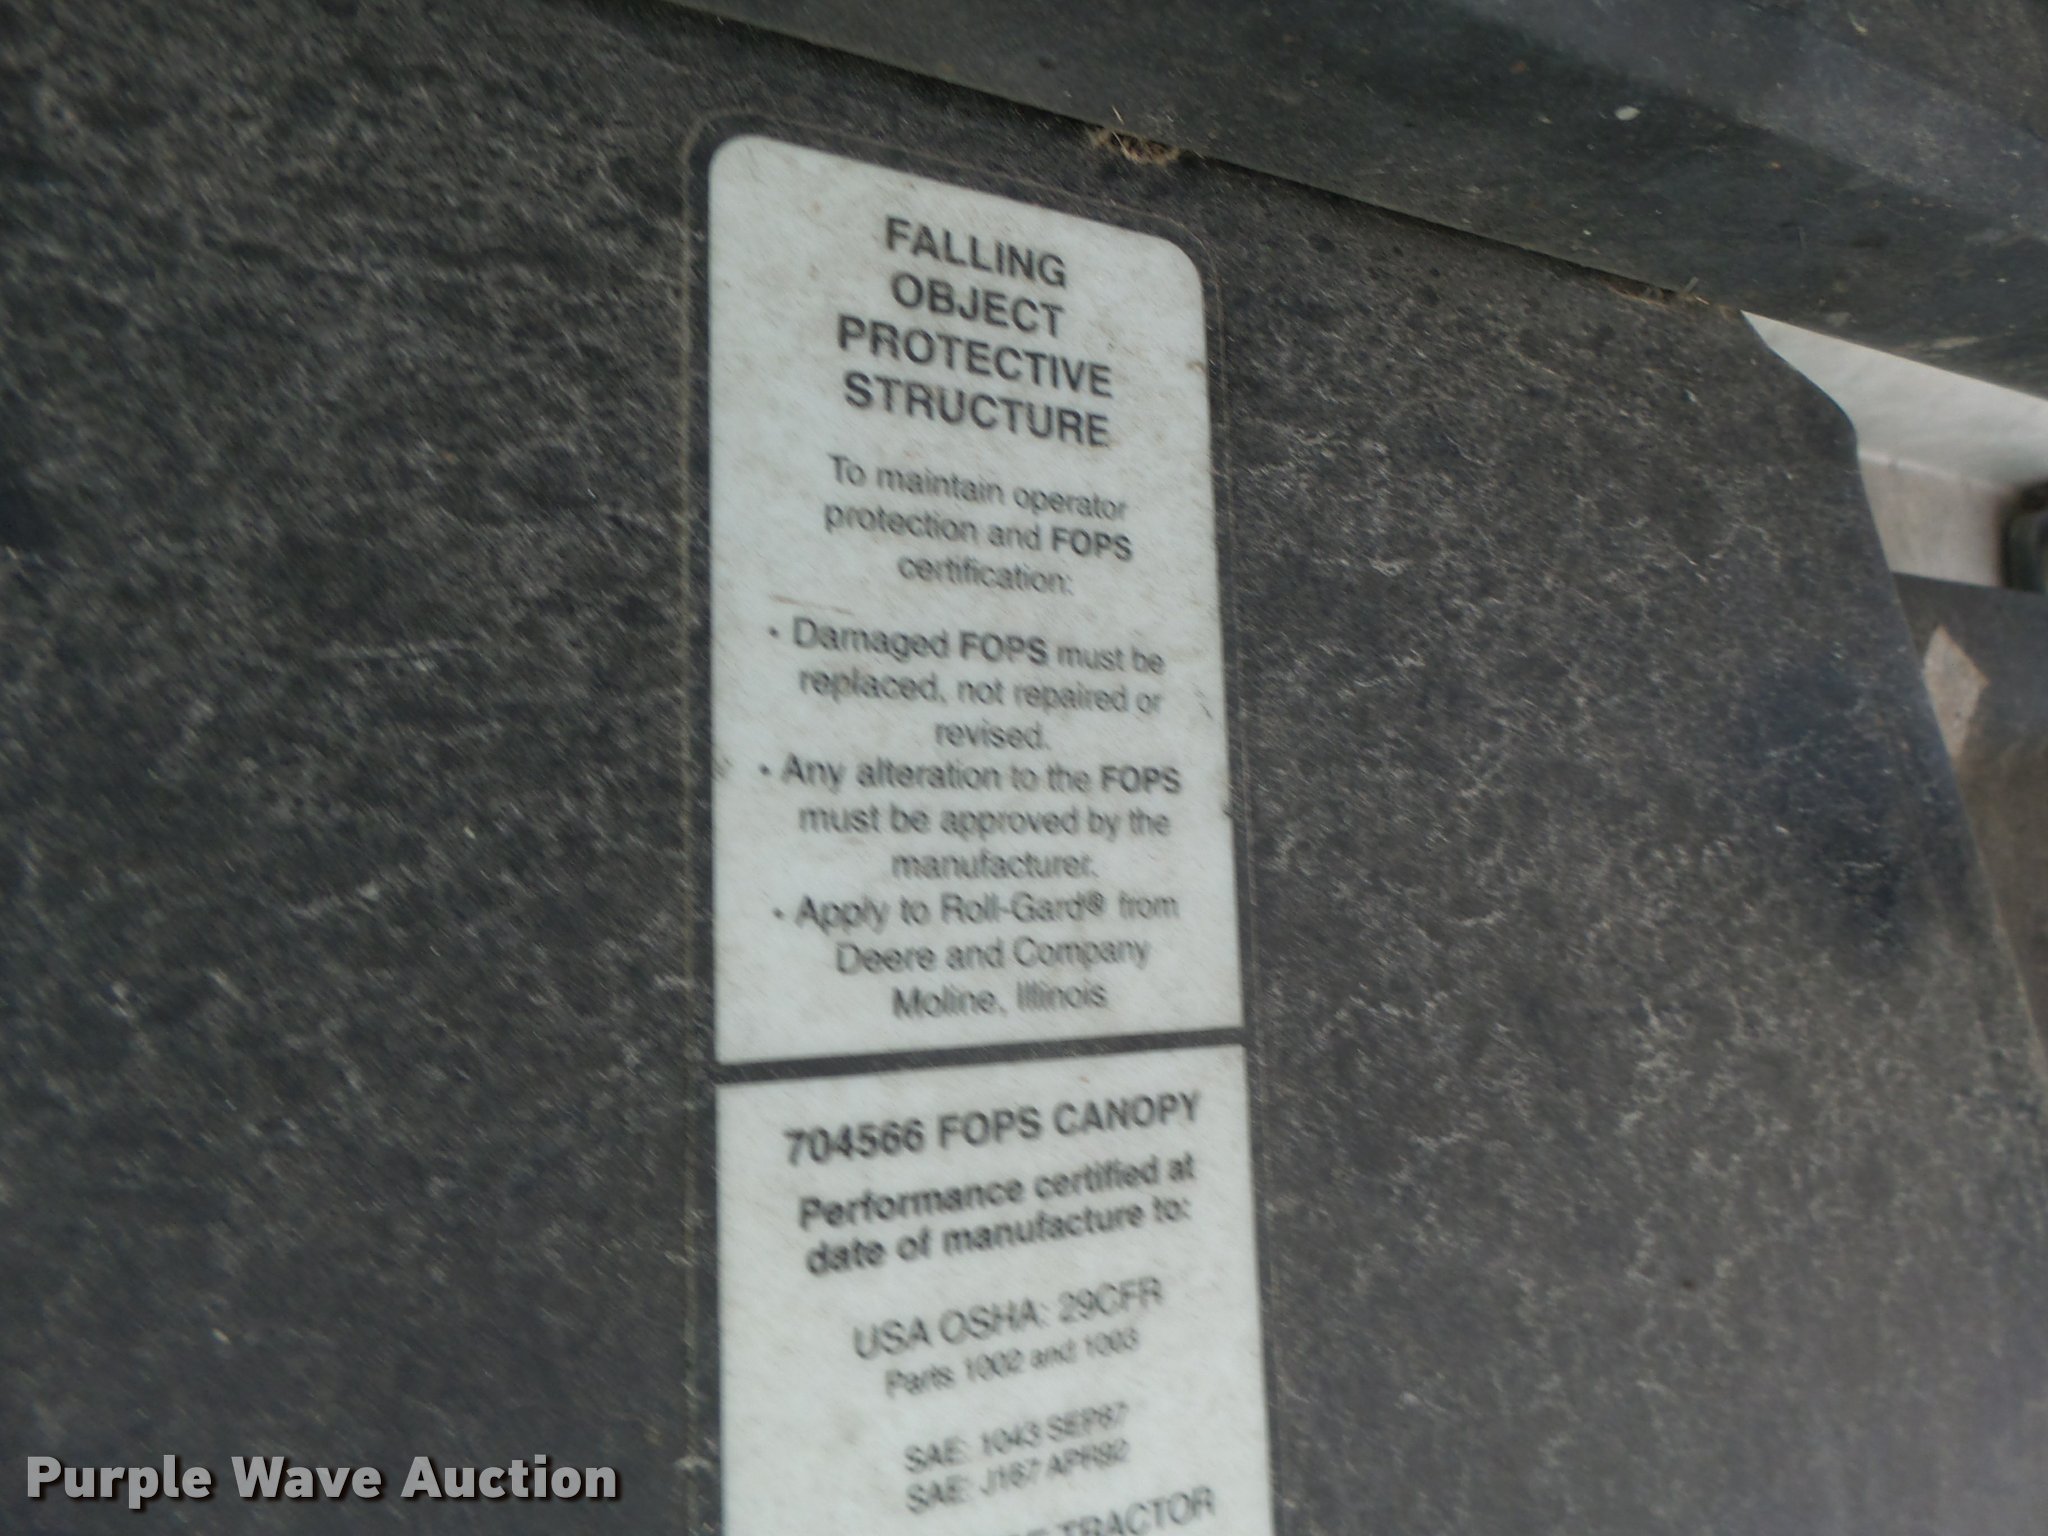 FALLING
OBJECT
PROTECTIVE
STRUCTURE
To maintain operator
protection and FOPS
certification:
• Damaged FOPS must be
replaced, not repaired or
revised.
• Any alteration to the FOPS
must be approved by the
manufacturer.
• Apply to Roll-Gard® from
Deere and Company
Moline, Illinois
704566 FOPS CANOPY
Performance certified at
date of manufacture to:
USA OSHA: 29CFR
Parts 1002 and 1003
SAE: 1043 SEP87
SAE: J167 APR92
TRACTOR
Purple Wave Auction